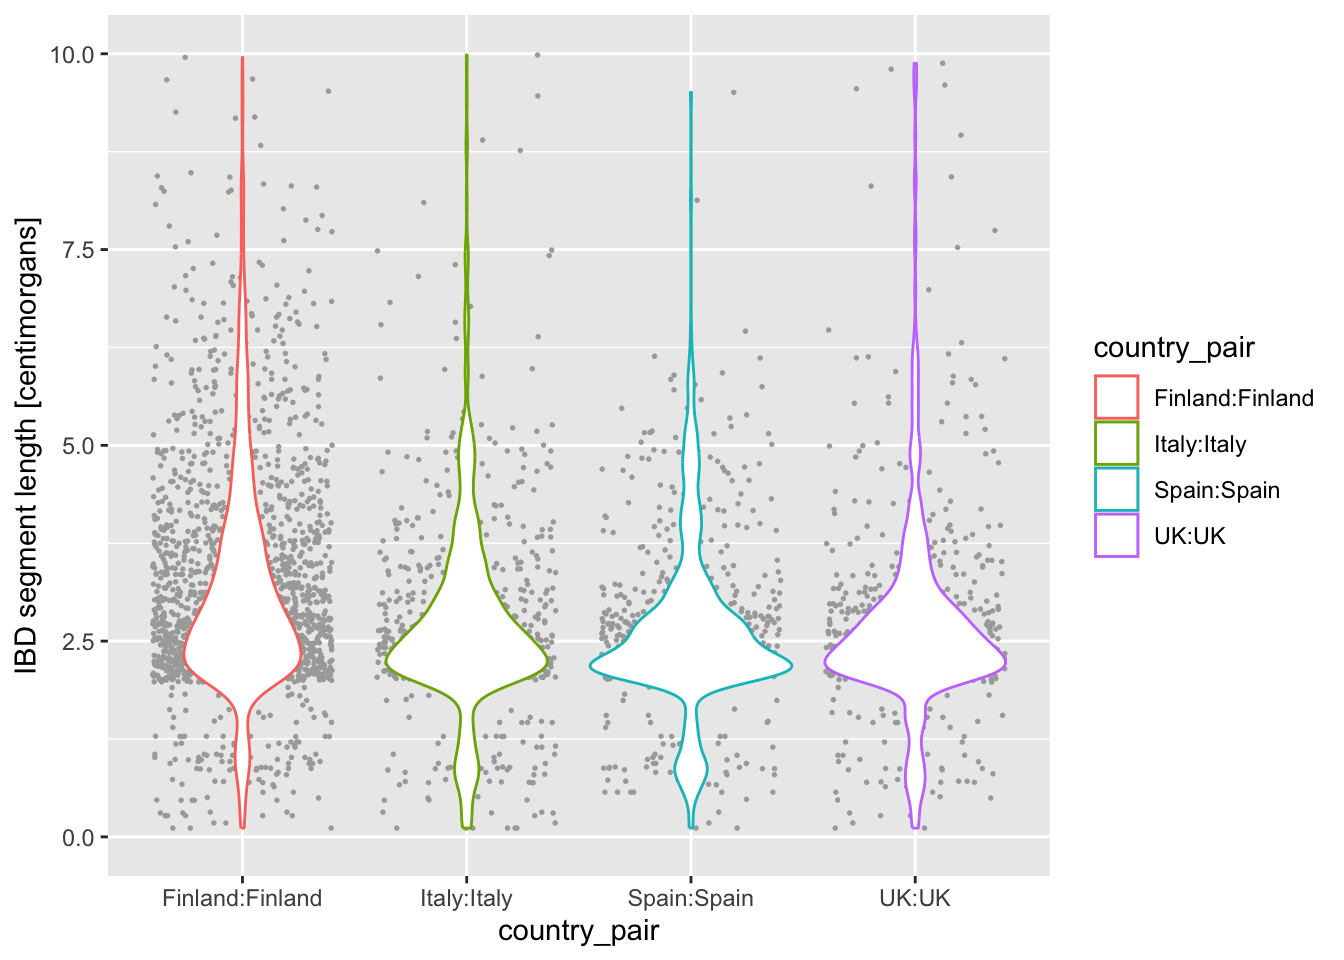 IBD segment length [centimorgans]
10.0
7.5
5.0
2.5
0.0
Finland:Finland
Italy:Italy
Spain:Spain
UK:UK
country_pair
country_pair
Finland:Finland
Italy:Italy
Spain:Spain
UK:UK